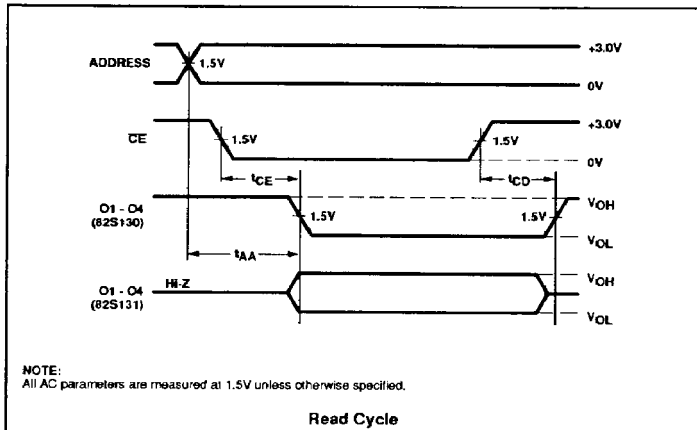 ADDRESS 1.5V +3.0V
0V
CE 1.5V 1.5V +3.0V
0V
tCE tCD
O1 - O4
(82S130)
1.5V 1.5V VOH
VOL
tAA
O1 - O4
(82S131)
Hi-Z VOH
VOL
NOTE:
All AC parameters are measured at 1.5V unless otherwise specified.
Read Cycle